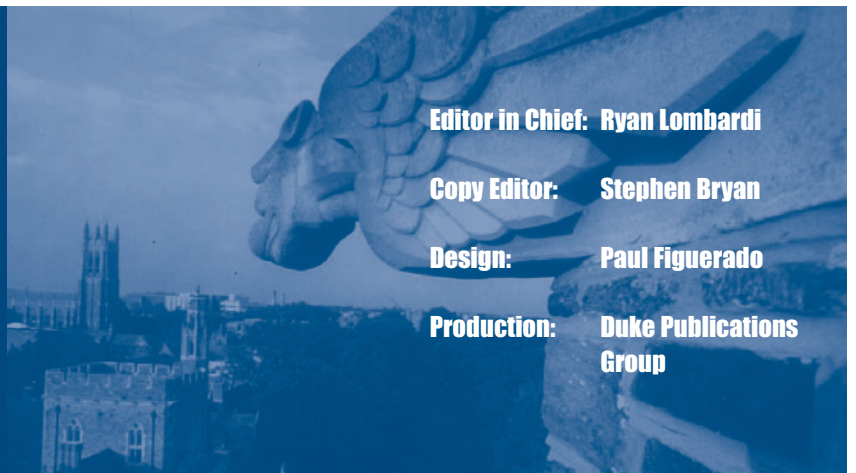 Editor in Chief: Ryan Lombardi
Copy Editor: Stephen Bryan
Design: Paul Figuerado
Production: Duke Publications
Group